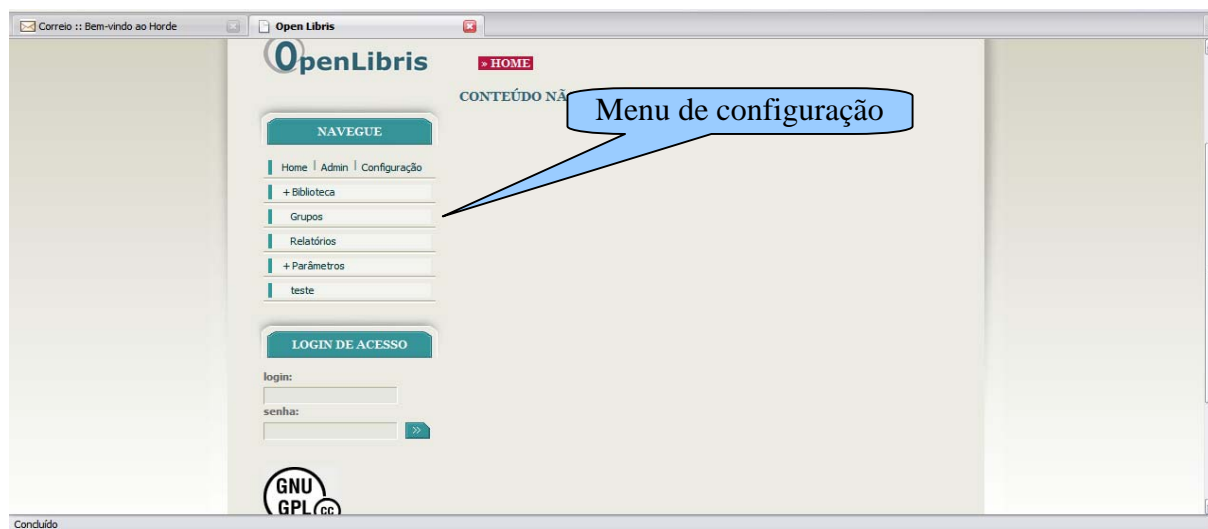 Correio :: Bem-vindo ao Horde
Open Libris
OpenLibris
» HOME
CONTEÚDO NÃ
Menu de configuração
NAVEGUE
Home | Admin | Configuração
+ Biblioteca
Grupos
Relatórios
+ Parâmetros
teste
LOGIN DE ACESSO
login:
senha:
»
GNU
GPL cc
Concluído